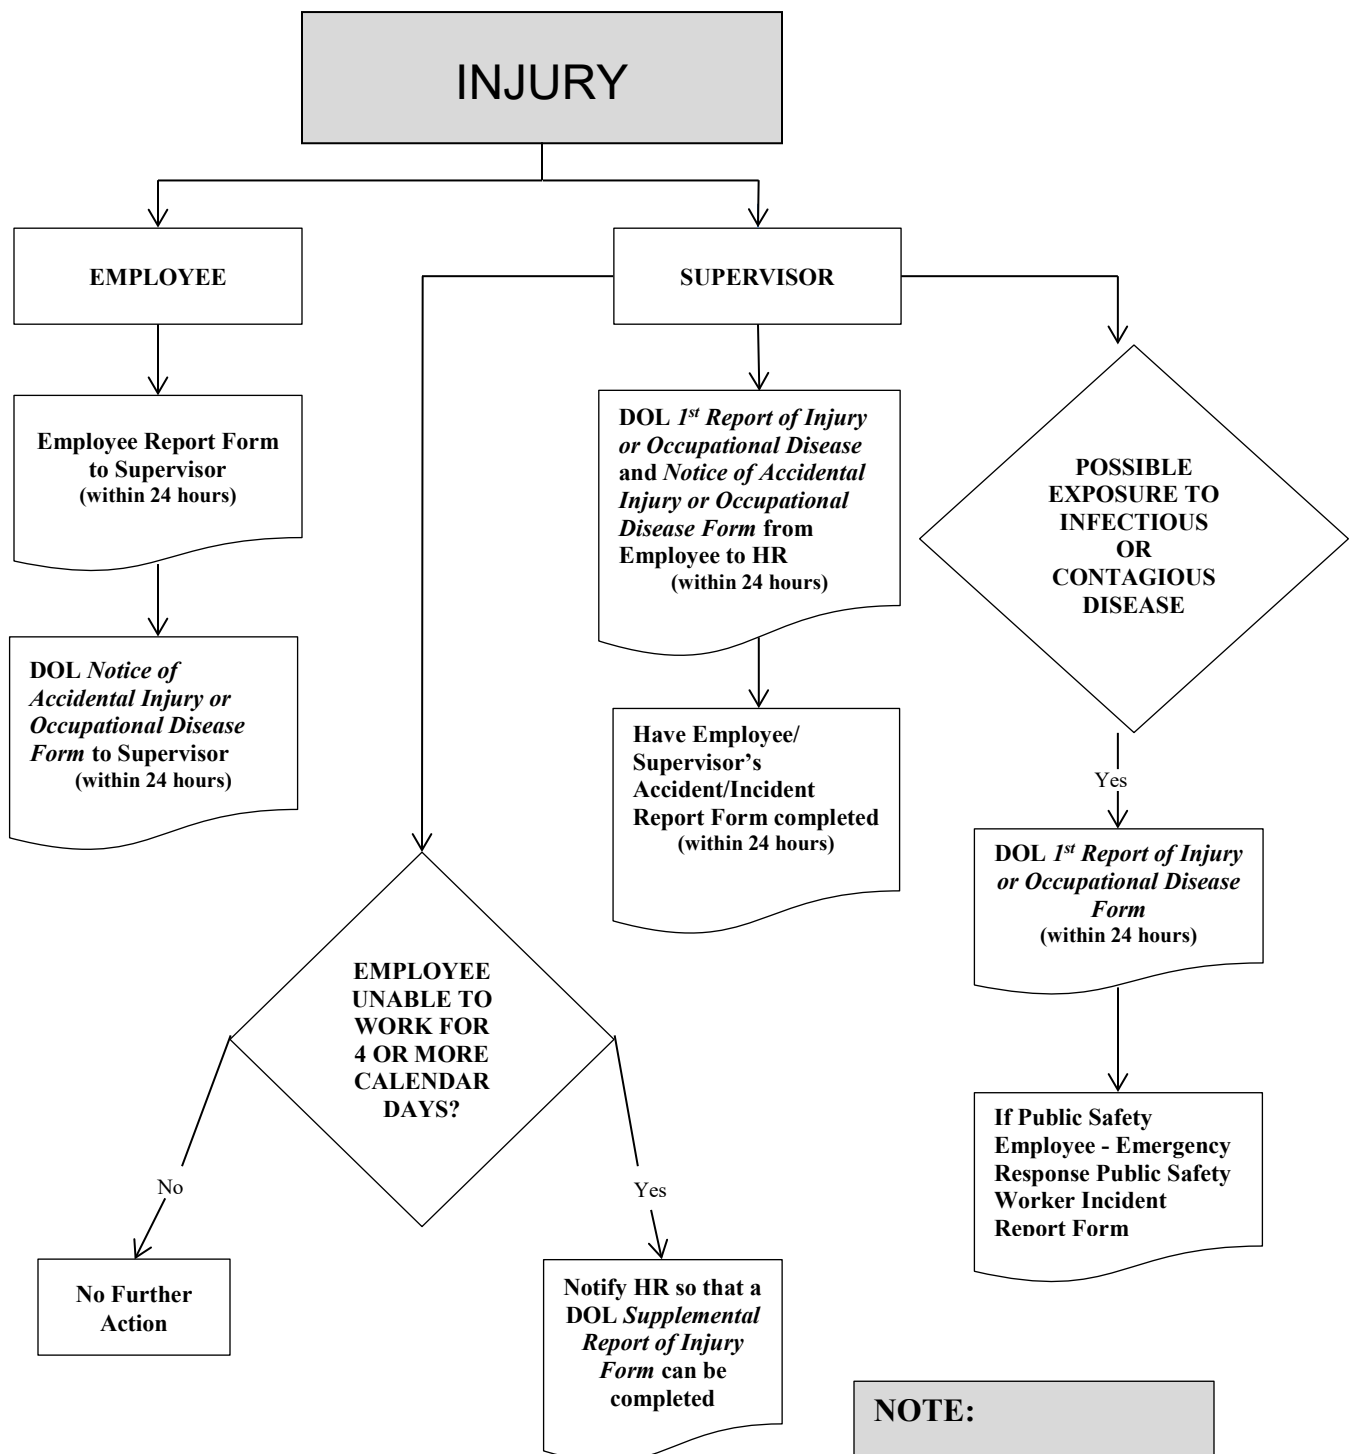 INJURY
EMPLOYEE
SUPERVISOR
Employee Report Form
to Supervisor
(within 24 hours)
DOL Notice of
Accidental Injury or
Occupational Disease
Form to Supervisor
(within 24 hours)
DOL 1st Report of Injury
or Occupational Disease
and Notice of Accidental
Injury or Occupational
Disease Form from
Employee to HR
(within 24 hours)
Have Employee/
Supervisor’s
Accident/Incident
Report Form completed
(within 24 hours)
POSSIBLE
EXPOSURE TO
INFECTIOUS
OR
CONTAGIOUS
DISEASE
Yes
DOL 1st Report of Injury
or Occupational Disease
Form
(within 24 hours)
If Public Safety
Employee - Emergency
Response Public Safety
Worker Incident
Report Form
EMPLOYEE
UNABLE TO
WORK FOR
4 OR MORE
CALENDAR
DAYS?
No
Yes
No Further
Action
Notify HR so that a
DOL Supplemental
Report of Injury
Form can be
completed
NOTE: